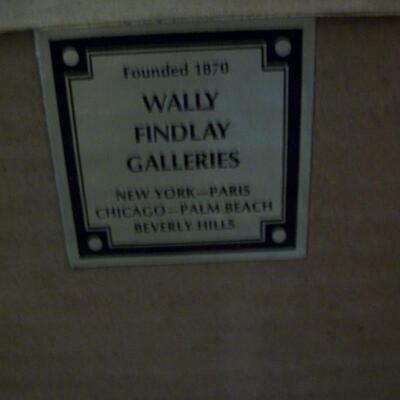 Founded 1870
WALLY
FINDLAY
GALLERIES
NEW YORK—PARIS
CHICAGO—PALM BEACH
BEVERLY HILLS